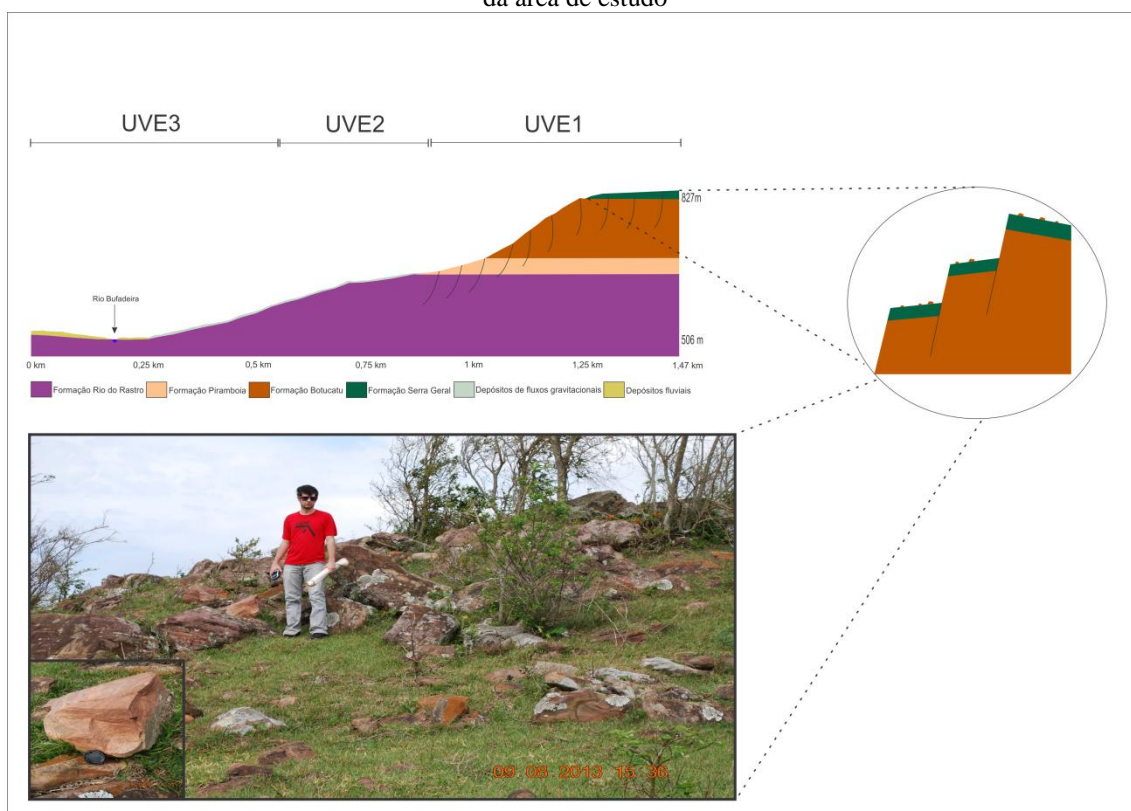 da área de estudo
UVE3 UVE2 UVE1
827m
Rio Bufadeira
506 m
0 km 0,25 km 0,5 km 0,75 km 1 km 1,25 km 1,47 km
Formação Rio do Rastro Formação Piramboia Formação Botucatu Formação Serra Geral Depósitos de fluxos gravitacionais Depósitos fluviais
09 08 2013 15:36